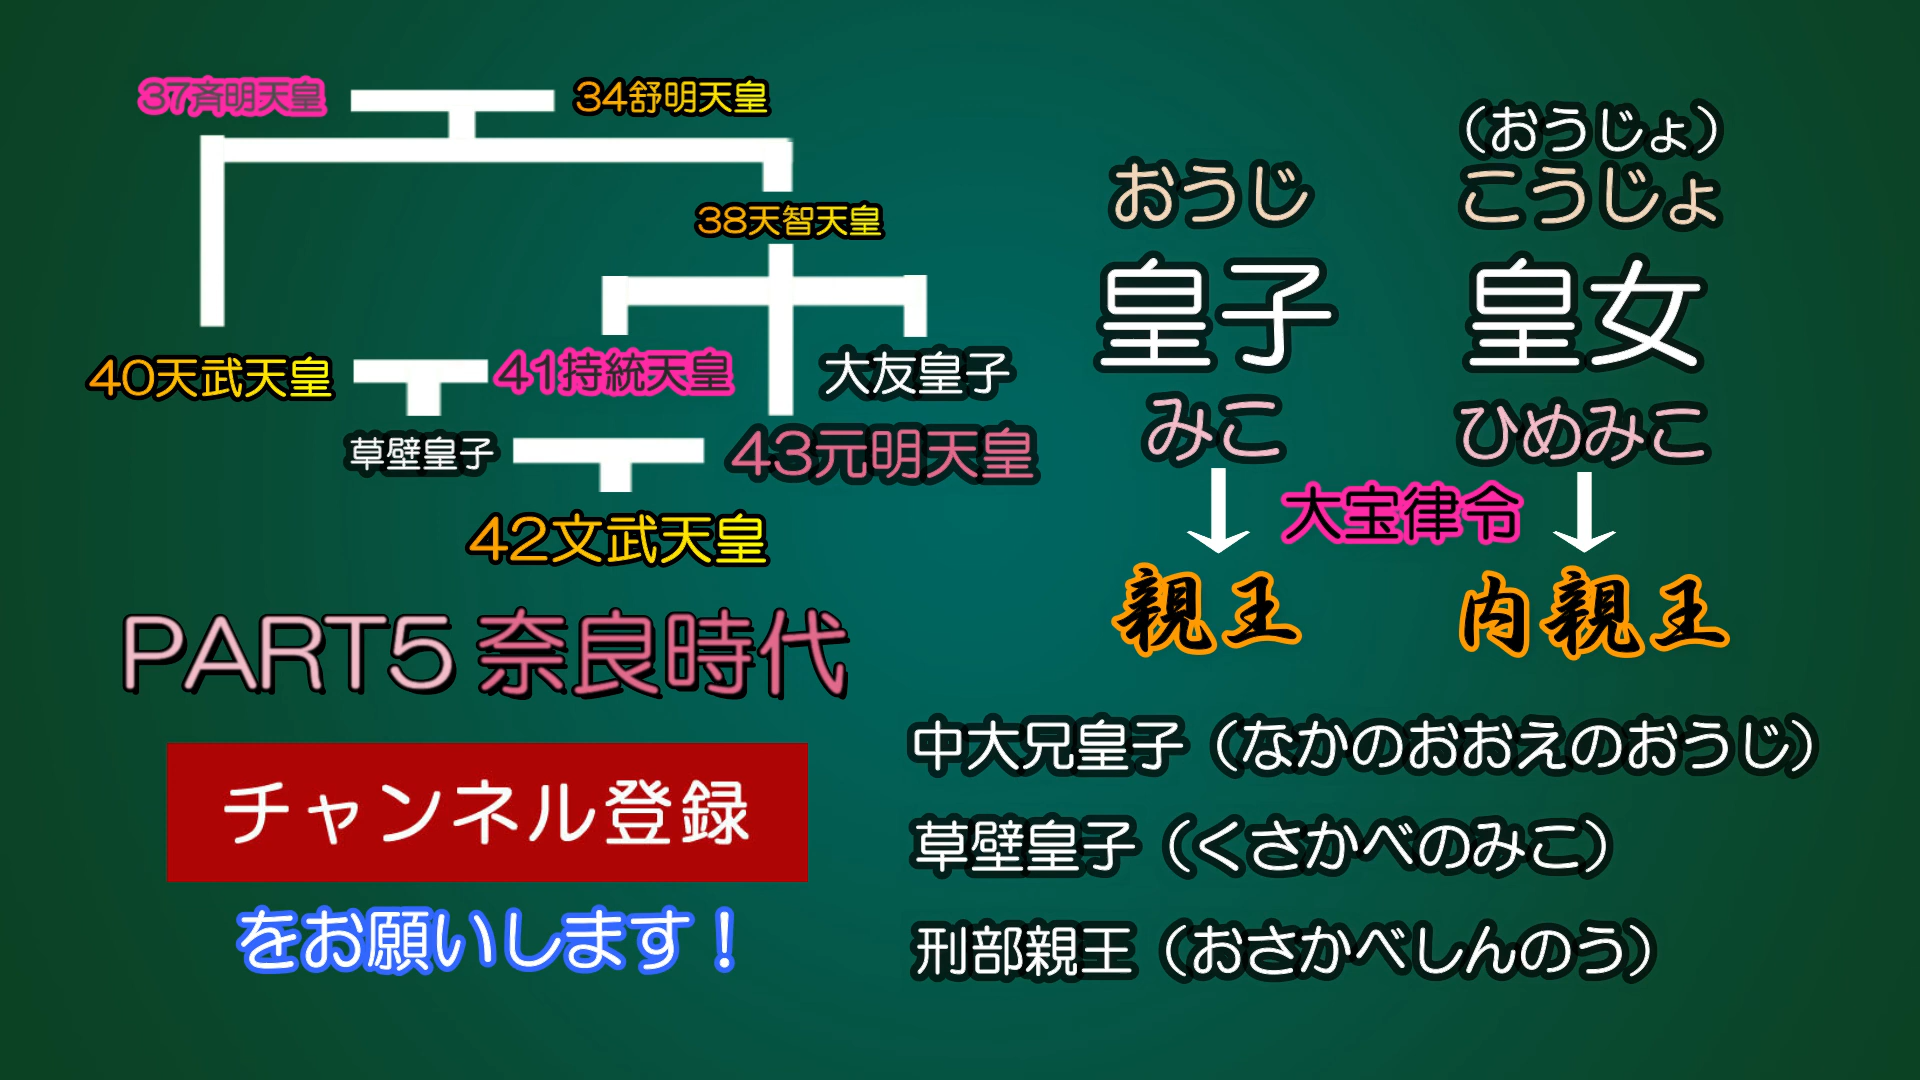 37斉明天皇 34舒明天皇
38天智天皇
40天武天皇 41持統天皇 大友皇子
草壁皇子 43元明天皇
42文武天皇
PART5 奈良時代
チャンネル登録
をお願いします！
（おうじょ）
おうじ こうじょ
皇子 皇女
みこ ひめみこ
↓ 大宝律令 ↓
親王 内親王
中大兄皇子（なかのおおえのおうじ）
草壁皇子（くさかべのみこ）
刑部親王（おさかべしんのう）